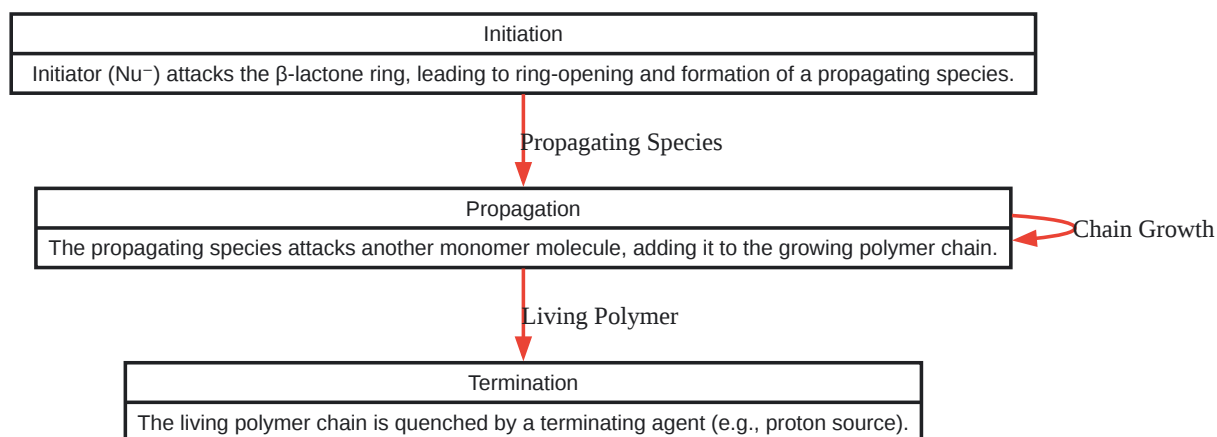 Initiation
Initiator (Nu⁻) attacks the β-lactone ring, leading to ring-opening and formation of a propagating species.
Propagating Species
Propagation
The propagating species attacks another monomer molecule, adding it to the growing polymer chain.
Chain Growth
Living Polymer
Termination
The living polymer chain is quenched by a terminating agent (e.g., proton source).